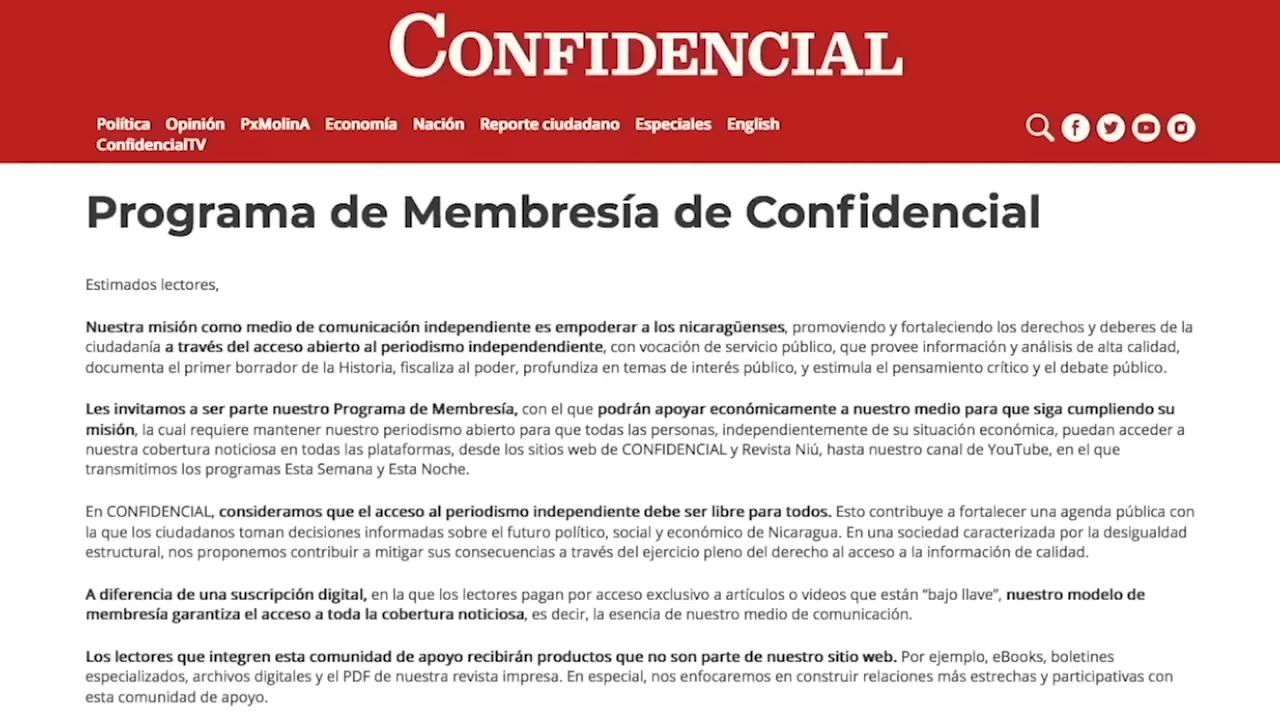 CONFIDENCIAL
Política Opinión PxMolinA Economía Nación Reporte ciudadano Especiales English
ConfidencialTV
Programa de Membresía de Confidencial
Estimados lectores,
Nuestra misión como medio de comunicación independiente es empoderar a los nicaragüenses, promoviendo y fortaleciendo los derechos y deberes de la
ciudadanía a través del acceso abierto al periodismo independendiente, con vocación de servicio público, que provee información y análisis de alta calidad,
documenta el primer borrador de la Historia, fiscaliza al poder, profundiza en temas de interés público, y estimula el pensamiento crítico y el debate público.
Les invitamos a ser parte nuestro Programa de Membresía, con el que podrán apoyar económicamente a nuestro medio para que siga cumpliendo su
misión, la cual requiere mantener nuestro periodismo abierto para que todas las personas, independientemente de su situación económica, puedan acceder a
nuestra cobertura noticiosa en todas las plataformas, desde los sitios web de CONFIDENCIAL y Revista Niú, hasta nuestro canal de YouTube, en el que
transmitimos los programas Esta Semana y Esta Noche.
En CONFIDENCIAL, consideramos que el acceso al periodismo independiente debe ser libre para todos. Esto contribuye a fortalecer una agenda pública con
la que los ciudadanos toman decisiones informadas sobre el futuro político, social y económico de Nicaragua. En una sociedad caracterizada por la desigualdad
estructural, nos proponemos contribuir a mitigar sus consecuencias a través del ejercicio pleno del derecho al acceso a la información de calidad.
A diferencia de una suscripción digital, en la que los lectores pagan por acceso exclusivo a artículos o videos que están “bajo llave”, nuestro modelo de
membresía garantiza el acceso a toda la cobertura noticiosa, es decir, la esencia de nuestro medio de comunicación.
Los lectores que integren esta comunidad de apoyo recibirán productos que no son parte de nuestro sitio web. Por ejemplo, eBooks, boletines
especializados, archivos digitales y el PDF de nuestra revista impresa. En especial, nos enfocaremos en construir relaciones más estrechas y participativas con
esta comunidad de apoyo.